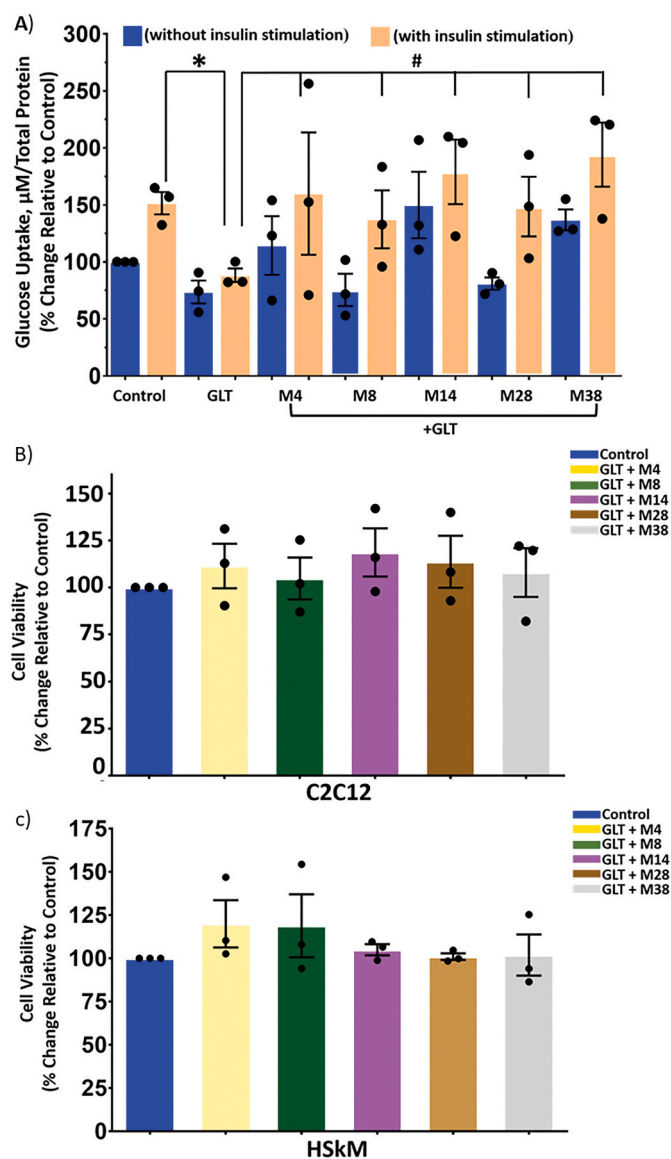 A)
(without insulin stimulation) (with insulin stimulation)
Glucose Uptake, µM/Total Protein
(% Change Relative to Control)
300
250
200
150
100
50
0
* #
Control GLT M4 M8 M14 M28 M38
+GLT
B)
Control
GLT + M4
GLT + M8
GLT + M14
GLT + M28
GLT + M38
Cell Viability
(% Change Relative to Control)
150
125
100
75
50
25
0
C2C12
c)
Control
GLT + M4
GLT + M8
GLT + M14
GLT + M28
GLT + M38
Cell Viability
(% Change Relative to Control)
175
150
125
100
75
50
25
0
HSkM